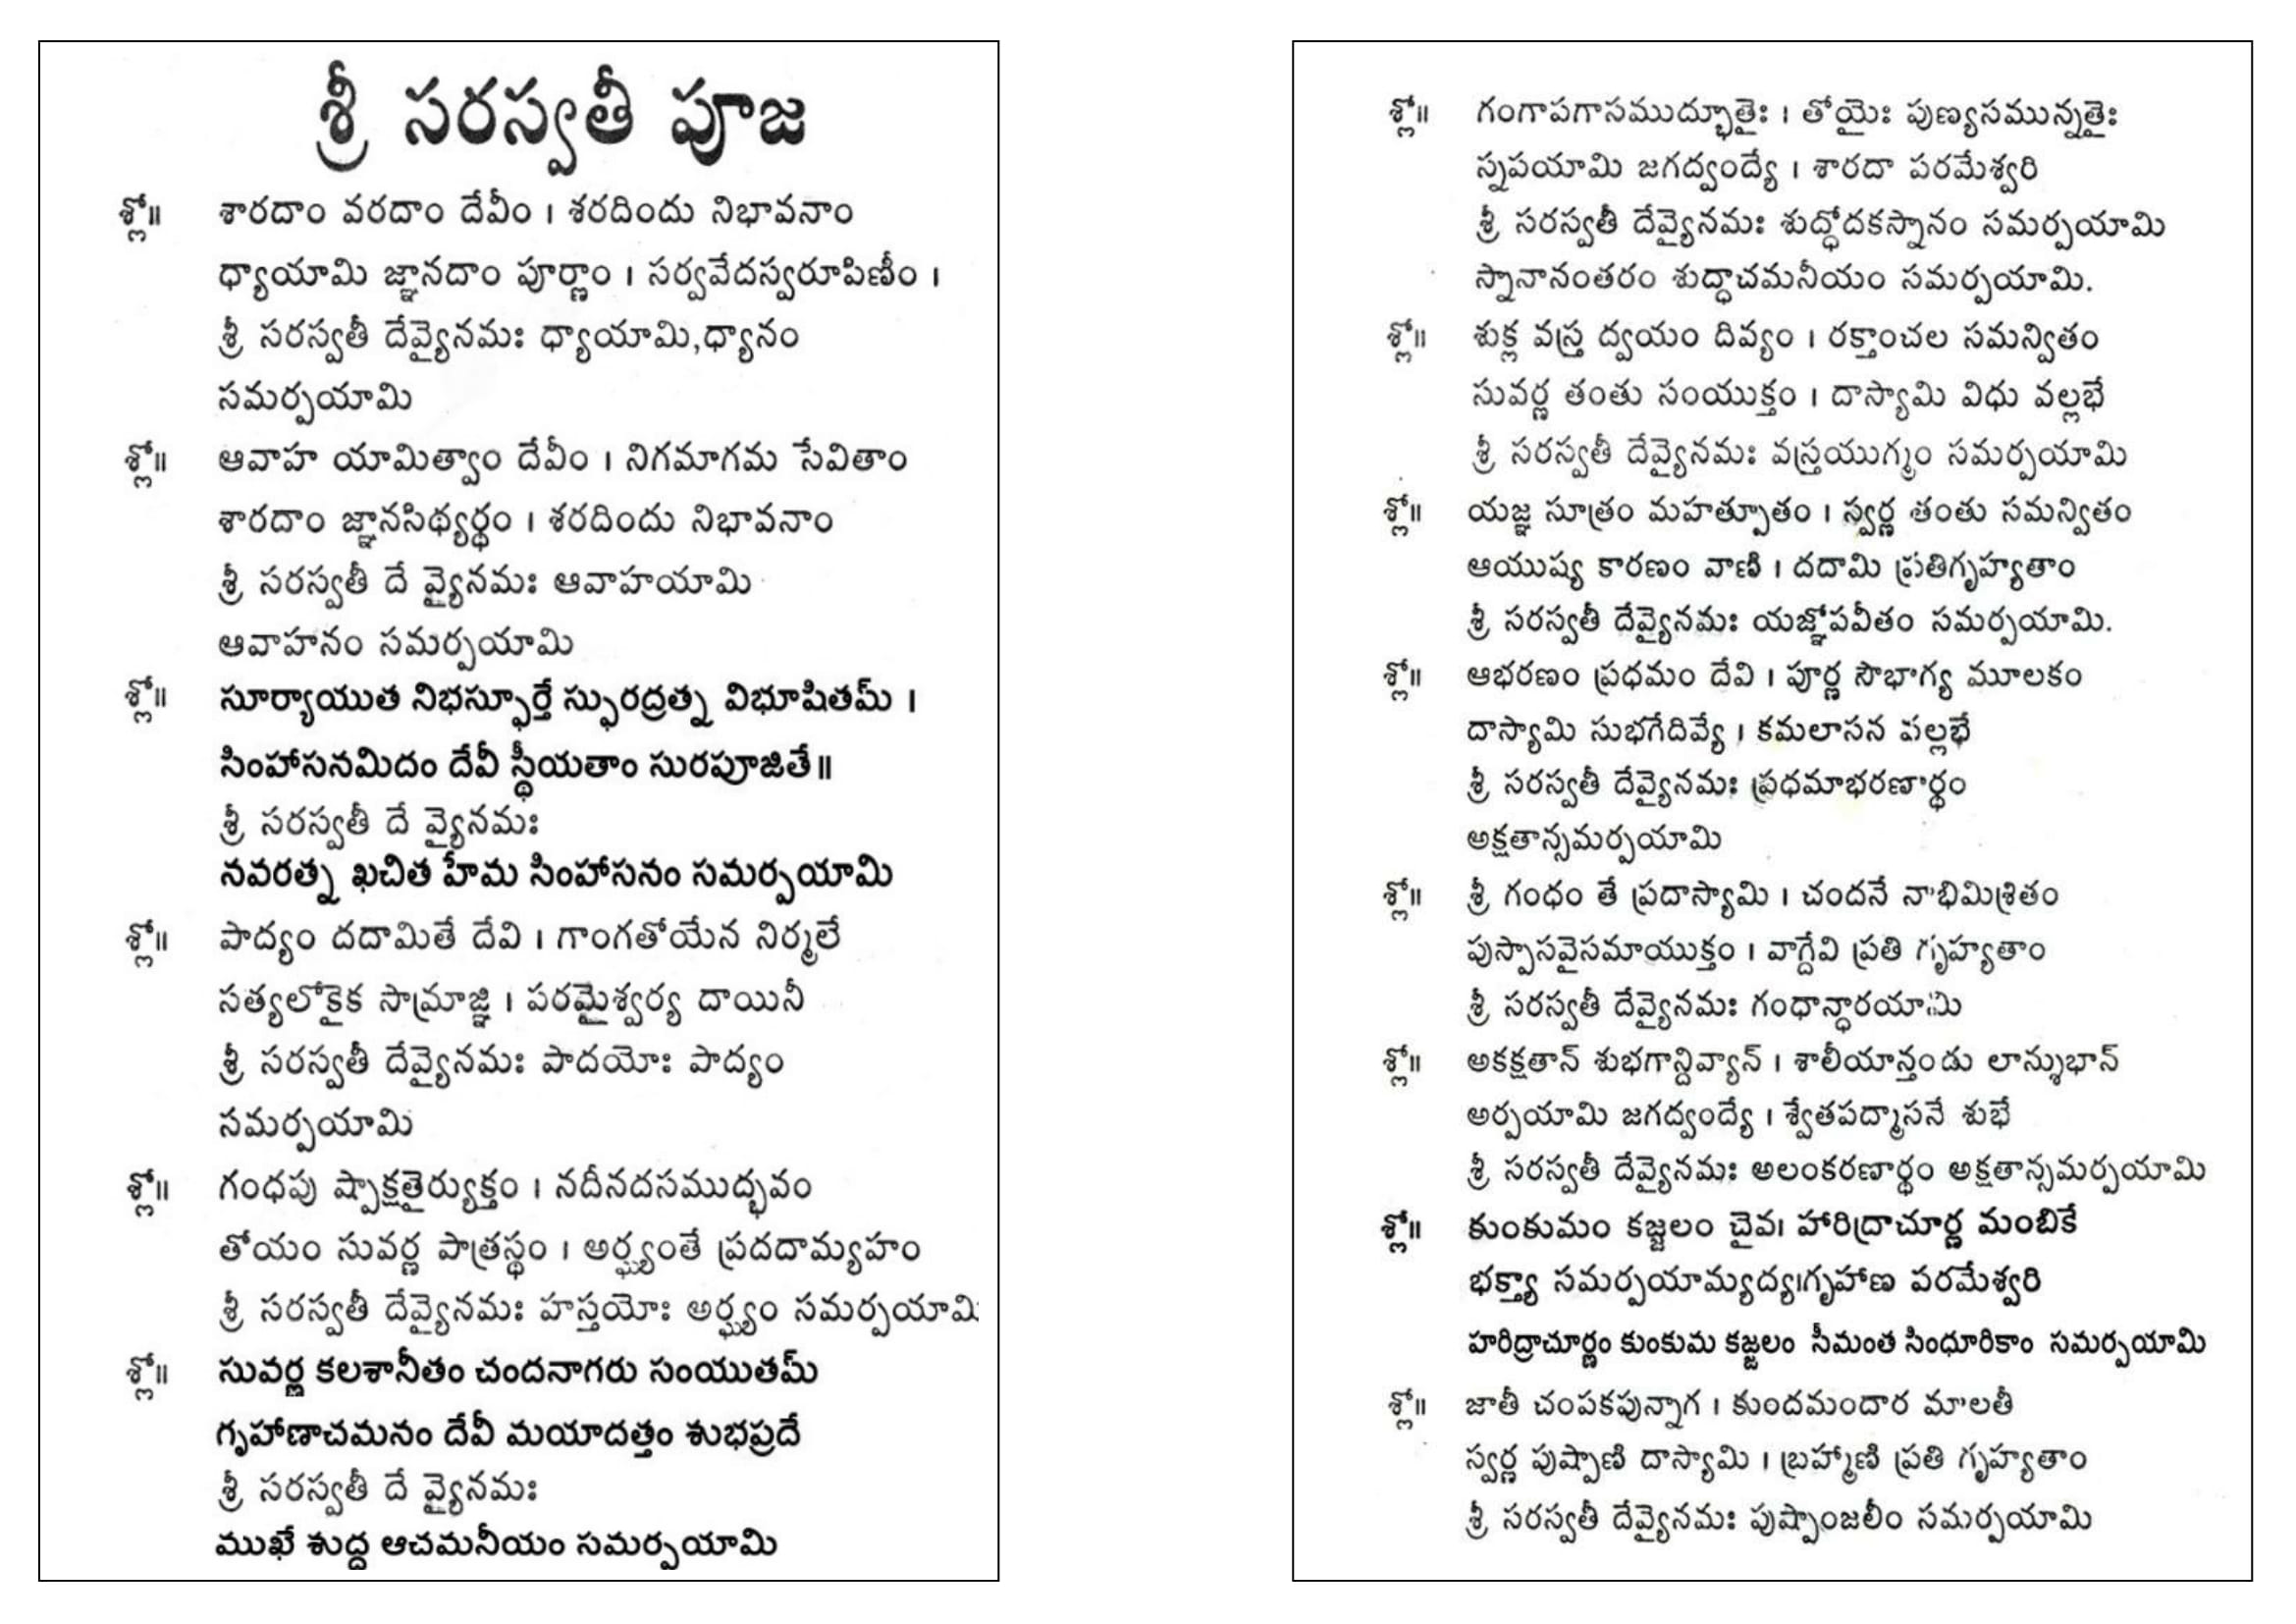 శ్రీ సరస్వతీ పూజ
శ్లో॥ శారదాం వరదాం దేవీం । శరదిందు నిభావనాం
ధ్యాయామి జ్ఞానదాం పూర్ణాం । సర్వవేదస్వరూపిణీం ।
శ్రీ సరస్వతీ దేవ్యైనమః ధ్యాయామి,ధ్యానం
సమర్పయామి
శ్లో॥ ఆవాహ యామిత్వాం దేవీం । నిగమాగమ సేవితాం
శారదాం జ్ఞానసిథ్యర్థం । శరదిందు నిభావనాం
శ్రీ సరస్వతీ దే వ్యైనమః ఆవాహయామి
ఆవాహనం సమర్పయామి
శ్లో॥ సూర్యాయుత నిభస్ఫూర్తే స్ఫురద్రత్న విభూషితమ్ ।
సింహాసనమిదం దేవీ స్థీయతాం సురపూజితే॥
శ్రీ సరస్వతీ దే వ్యైనమః
నవరత్న ఖచిత హేమ సింహాసనం సమర్పయామి
శ్లో॥ పాద్యం దదామితే దేవి । గాంగతోయేన నిర్మలే
సత్యలోకైక సామ్రాజ్ఞి । పరమైశ్వర్య దాయినీ
శ్రీ సరస్వతీ దేవ్యైనమః పాదయోః పాద్యం
సమర్పయామి
శ్లో॥ గంధపు ష్పాక్షతైర్యుక్తం । నదీనదసముద్భవం
తోయం సువర్ణ పాత్రస్థం । అర్ఘ్యంతే ప్రదదామ్యహం
శ్రీ సరస్వతీ దేవ్యైనమః హస్తయోః అర్ఘ్యం సమర్పయామి
శ్లో॥ సువర్ణ కలశానీతం చందనాగరు సంయుతమ్
గృహాణాచమనం దేవీ మయాదత్తం శుభప్రదే
శ్రీ సరస్వతీ దే వ్యైనమః
ముఖే శుద్ధ ఆచమనీయం సమర్పయామి
శ్లో॥ గంగాపగాసముద్భూతైః । తోయైః పుణ్యసమున్నతైః
స్నపయామి జగద్వంద్యే । శారదా పరమేశ్వరి
శ్రీ సరస్వతీ దేవ్యైనమః శుద్ధోదకస్నానం సమర్పయామి
స్నానానంతరం శుద్ధాచమనీయం సమర్పయామి.
శ్లో॥ శుక్ల వస్త్ర ద్వయం దివ్యం । రక్తాంచల సమన్వితం
సువర్ణ తంతు సంయుక్తం । దాస్యామి విధు వల్లభే
శ్రీ సరస్వతీ దేవ్యైనమః వస్త్రయుగ్మం సమర్పయామి
శ్లో॥ యజ్ఞ సూత్రం మహత్పూతం । స్వర్ణ తంతు సమన్వితం
ఆయుష్య కారణం వాణి । దదామి ప్రతిగృహ్యతాం
శ్రీ సరస్వతీ దేవ్యైనమః యజ్ఞోపవీతం సమర్పయామి.
శ్లో॥ ఆభరణం ప్రధమం దేవి । పూర్ణ సౌభాగ్య మూలకం
దాస్యామి సుభగేదివ్యే । కమలాసన వల్లభే
శ్రీ సరస్వతీ దేవ్యైనమః ప్రధమాభరణార్థం
అక్షతాన్సమర్పయామి
శ్లో॥ శ్రీ గంధం తే ప్రదాస్యామి । చందనే నాభిమిశ్రితం
పుస్పాసవైసమాయుక్తం । వాగ్దేవి ప్రతి గృహ్యతాం
శ్రీ సరస్వతీ దేవ్యైనమః గంధాన్ధారయామి
శ్లో॥ అకక్షతాన్ శుభగాన్దివ్యాన్ । శాలీయాన్తండు లాన్శుభాన్
అర్పయామి జగద్వంద్యే । శ్వేతపద్మాసనే శుభే
శ్రీ సరస్వతీ దేవ్యైనమః అలంకరణార్థం అక్షతాన్సమర్పయామి
శ్లో॥ కుంకుమం కజ్జలం చైవ। హారిద్రాచూర్ణ మంబికే
భక్త్యా సమర్పయామ్యద్య।గృహాణ పరమేశ్వరి
హరిద్రాచూర్ణం కుంకుమ కజ్జలం సీమంత సింధూరికాం సమర్పయామి
శ్లో॥ జాతీ చంపకపున్నాగ । కుందమందార మాలతీ
స్వర్ణ పుష్పాణి దాస్యామి । బ్రహ్మాణి ప్రతి గృహ్యతాం
శ్రీ సరస్వతీ దేవ్యైనమః పుష్పాంజలీం సమర్పయామి